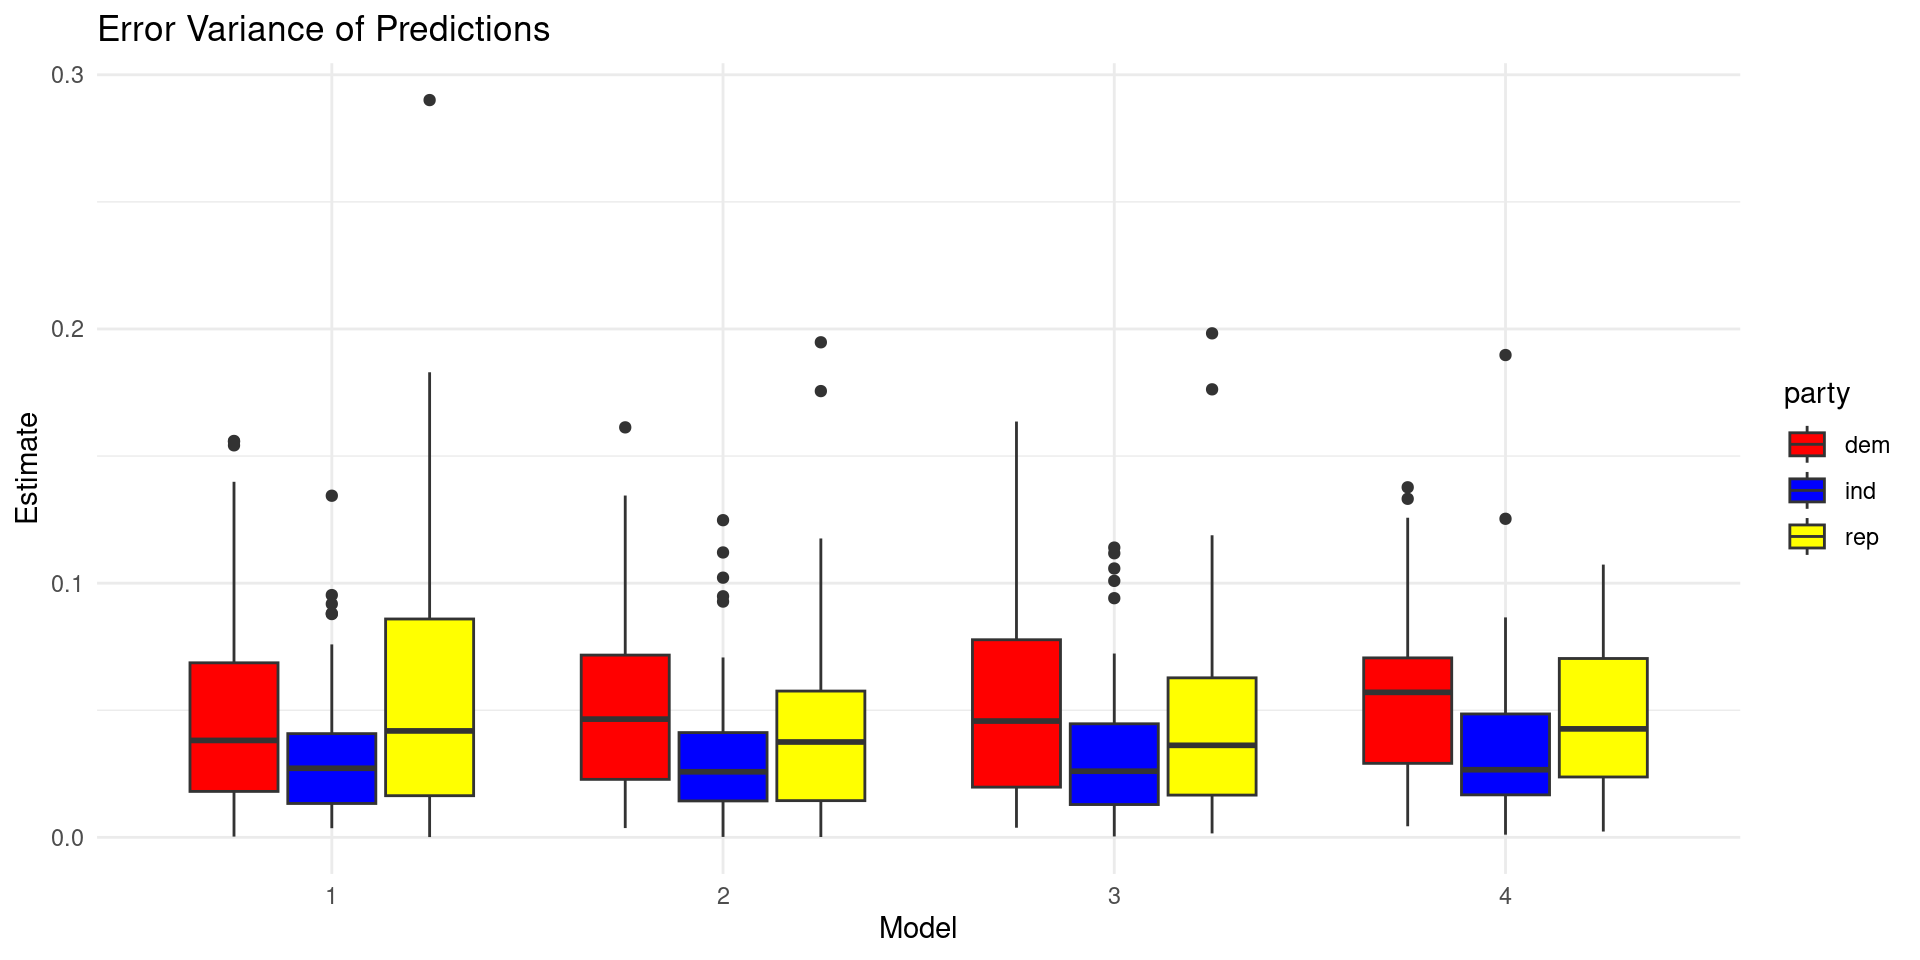 Error Variance of Predictions
0.3
0.2
0.1
0.0
Estimate
1 2 3 4
Model
party
dem
ind
rep